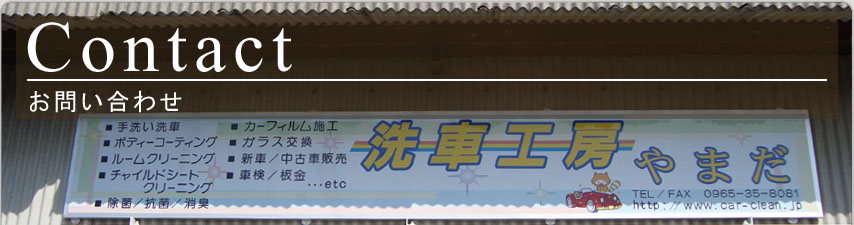 Contact
お問い合わせ
■ 手洗い洗車
■ ボディーコーティング
■ ルームクリーニング
■ チャイルドシート
クリーニング
■ 除菌／抗菌／消臭
■ カーフィルム施工
■ ガラス交換
■ 新車／中古車販売
■ 車検／板金
…etc
洗車工房
やまだ
TEL／FAX 0965-35-8081
http://www.car-clean.jp